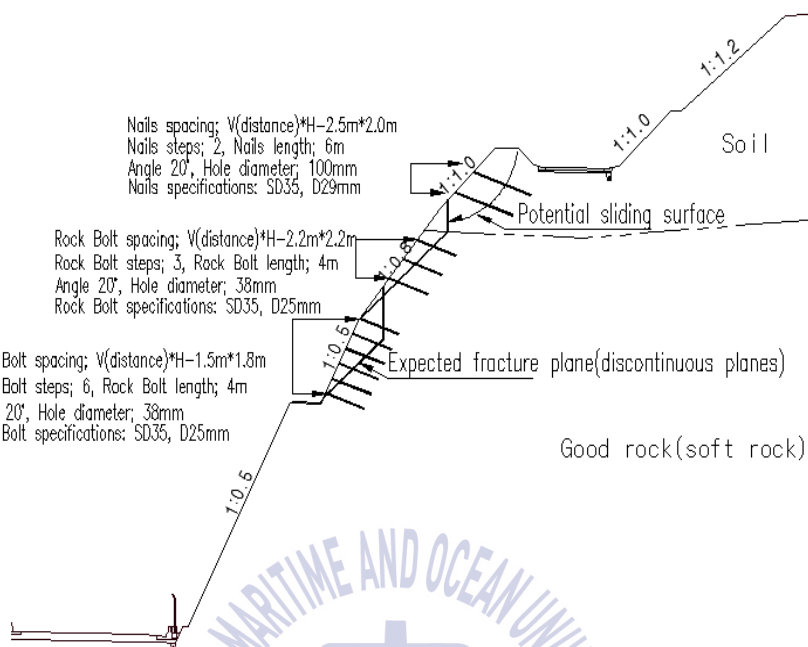 1:1.2
1:1.0
Soil
Nails spacing; V(distance)*H-2.5m*2.0m
Nails steps; 2, Nails length; 6m
Angle 20°, Hole diameter; 100mm
Nails specifications: SD35, D29mm
1:1.0
Potential sliding surface
Rock Bolt spacing; V(distance)*H-2.2m*2.2m
Rock Bolt steps; 3, Rock Bolt length; 4m
Angle 20°, Hole diameter; 38mm
Rock Bolt specifications: SD35, D25mm
1:0.8
1:0.5
Bolt spacing; V(distance)*H-1.5m*1.8m
Bolt steps; 6, Rock Bolt length; 4m
20°, Hole diameter; 38mm
Bolt specifications: SD35, D25mm
Expected fracture plane(discontinuous planes)
Good rock(soft rock)
1:0.5
MARITIME AND OCEAN UNI